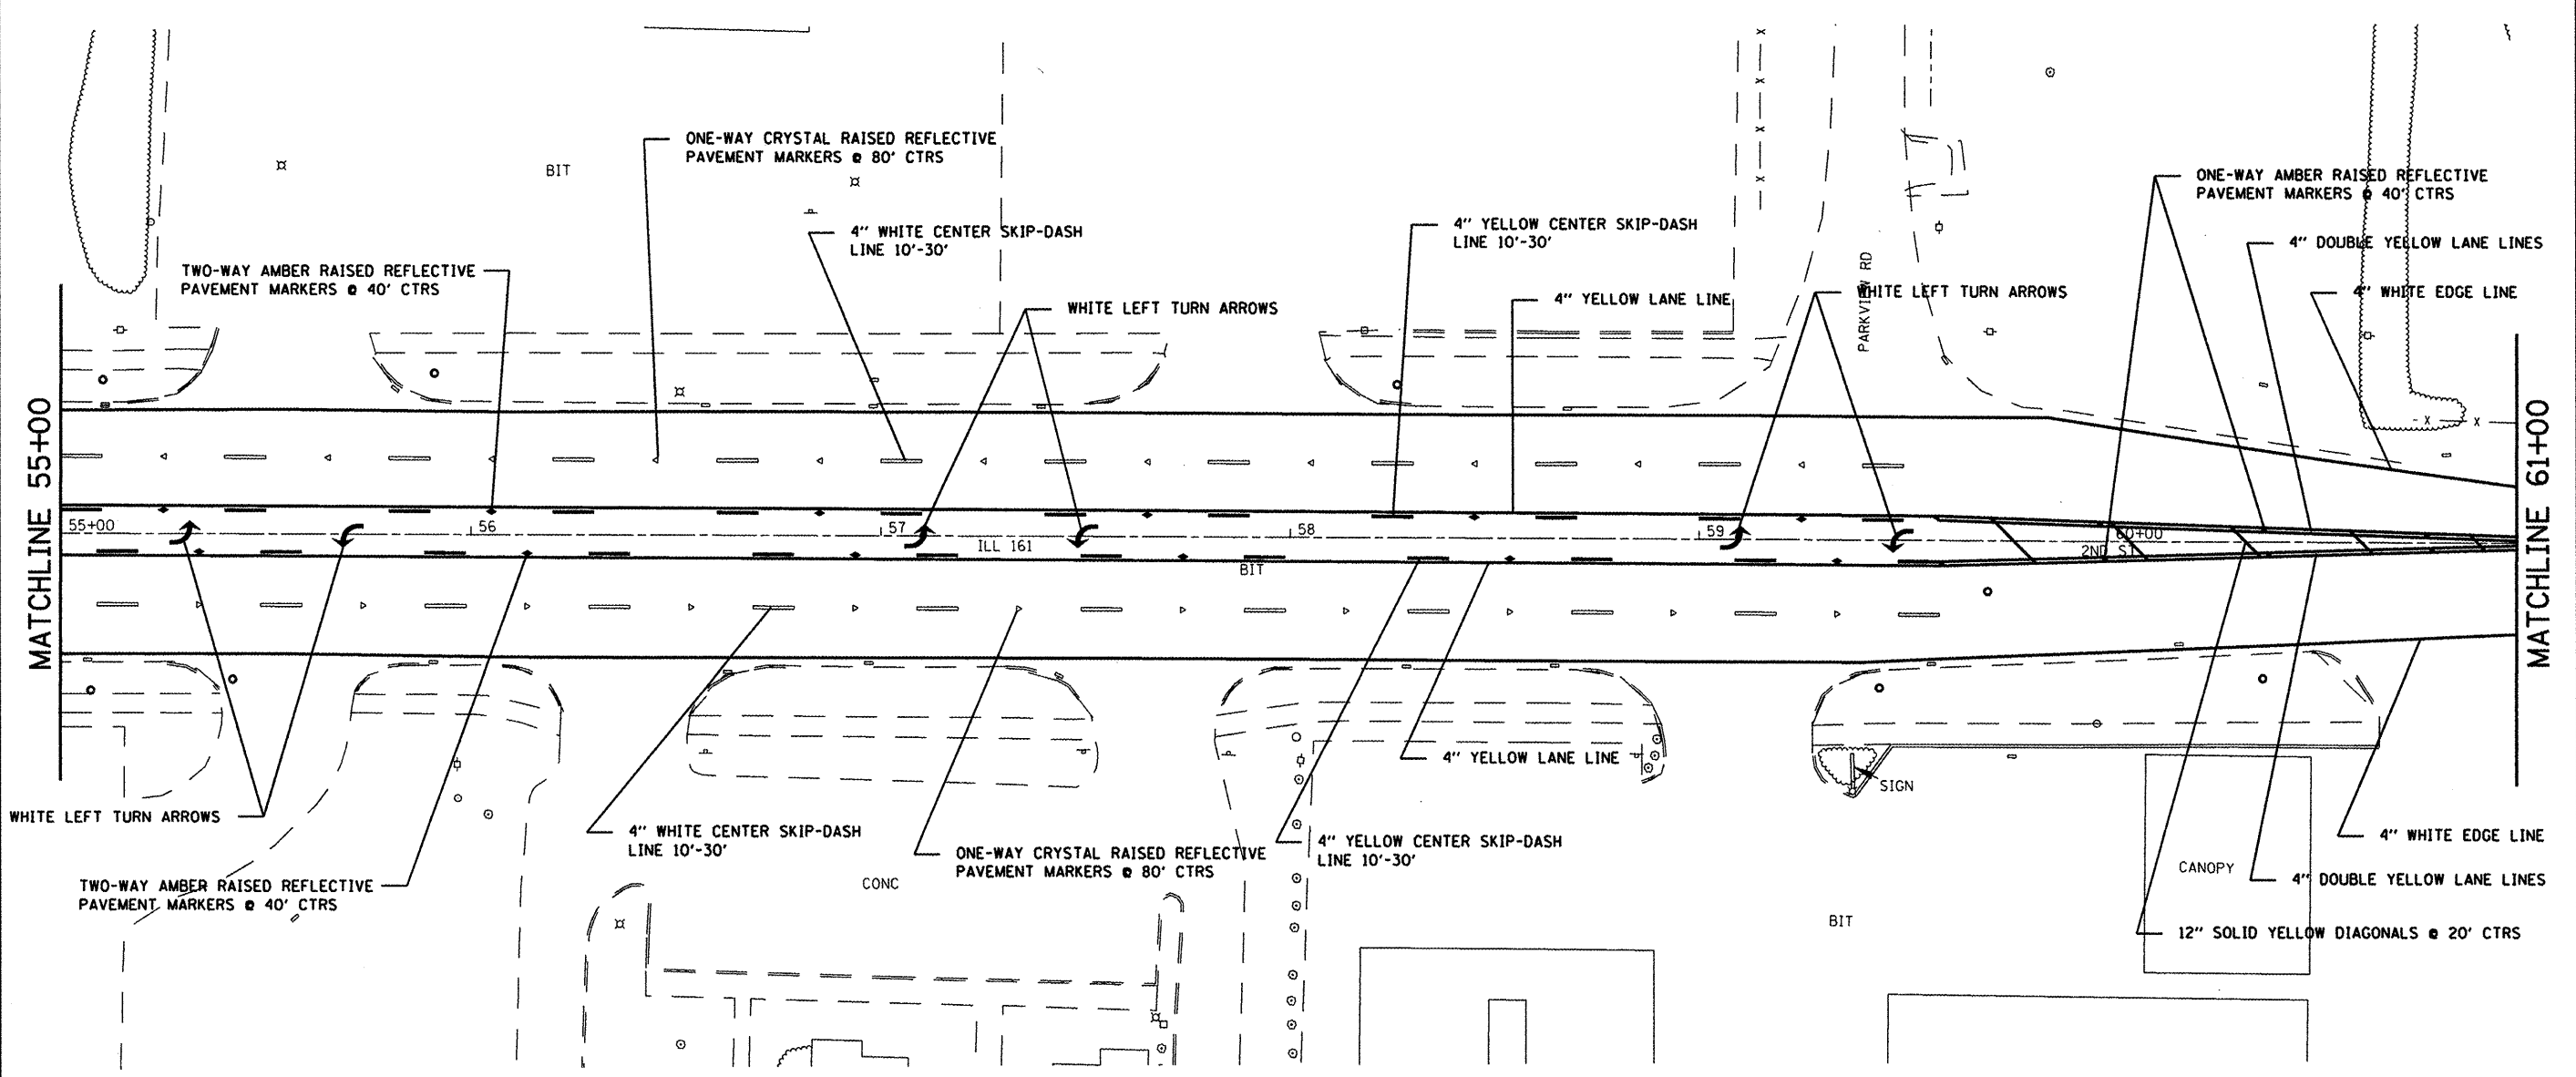 ONE-WAY CRYSTAL RAISED REFLECTIVE
PAVEMENT MARKERS @ 80' CTRS
BIT
4" WHITE CENTER SKIP-DASH
LINE 10'-30'
TWO-WAY AMBER RAISED REFLECTIVE
PAVEMENT MARKERS @ 40' CTRS
WHITE LEFT TURN ARROWS
4" YELLOW CENTER SKIP-DASH
LINE 10'-30'
4" YELLOW LANE LINE
PARKVIEW RD
WHITE LEFT TURN ARROWS
ONE-WAY AMBER RAISED REFLECTIVE
PAVEMENT MARKERS @ 40' CTRS
4" DOUBLE YELLOW LANE LINES
4" WHITE EDGE LINE
MATCHLINE 55+00
55+00
56
57
ILL 161
58
BIT
59
60+00
2ND ST
MATCHLINE 61+00
WHITE LEFT TURN ARROWS
TWO-WAY AMBER RAISED REFLECTIVE
PAVEMENT MARKERS @ 40' CTRS
4" WHITE CENTER SKIP-DASH
LINE 10'-30'
CONC
ONE-WAY CRYSTAL RAISED REFLECTIVE
PAVEMENT MARKERS @ 80' CTRS
4" YELLOW LANE LINE
4" YELLOW CENTER SKIP-DASH
LINE 10'-30'
SIGN
BIT
CANOPY
4" WHITE EDGE LINE
4" DOUBLE YELLOW LANE LINES
12" SOLID YELLOW DIAGONALS @ 20' CTRS